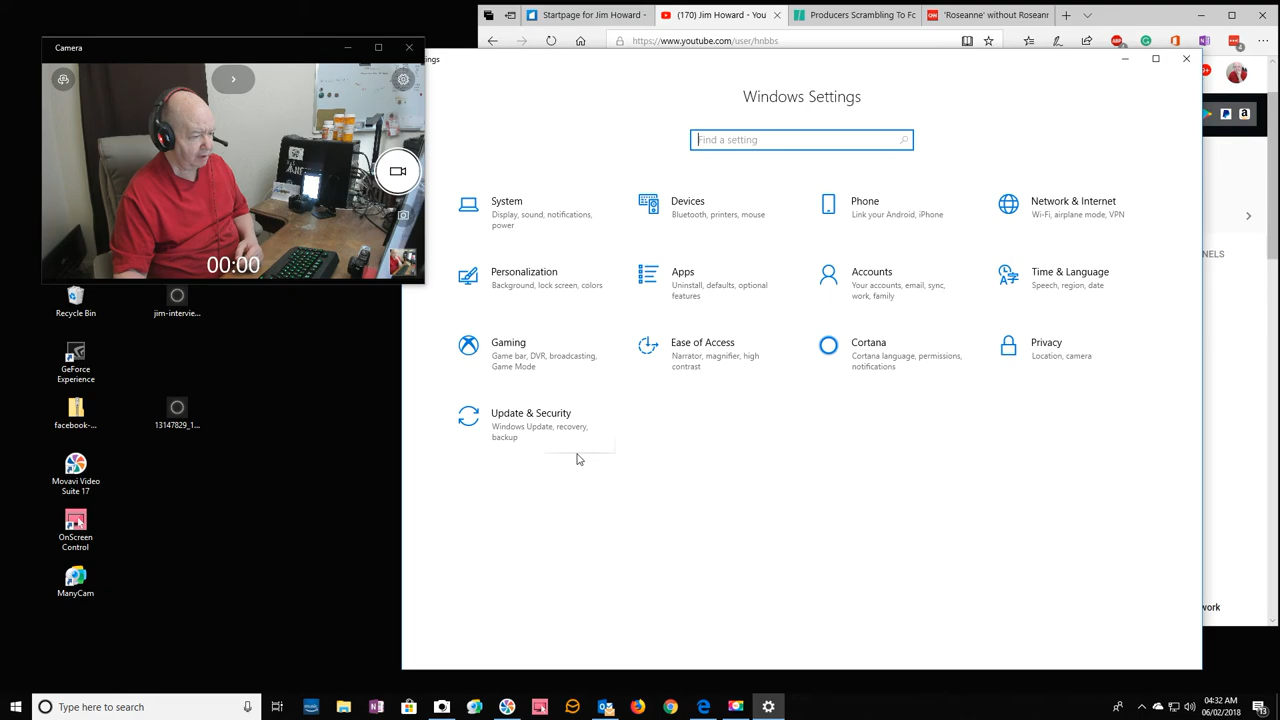 Startpage for Jim Howard -
(170) Jim Howard - You
Producers Scrambling To Fo
'Roseanne' without Roseann
https://www.youtube.com/user/hnbbs
Camera
ings
Windows Settings
Find a setting
System
Display, sound, notifications,
power
Devices
Bluetooth, printers, mouse
Phone
Link your Android, iPhone
Network & Internet
Wi-Fi, airplane mode, VPN
NELS
00:00
Personalization
Background, lock screen, colors
Apps
Uninstall, defaults, optional
features
Accounts
Your accounts, email, sync,
work, family
Time & Language
Speech, region, date
Recycle Bin
jim-intervie...
Gaming
Game bar, DVR, broadcasting,
Game Mode
Ease of Access
Narrator, magnifier, high
contrast
Cortana
Cortana language, permissions,
notifications
Privacy
Location, camera
GeForce
Experience
facebook-...
13147829_1...
Update & Security
Windows Update, recovery,
backup
Movavi Video
Suite 17
OnScreen
Control
ManyCam
work
Type here to search
04:32 AM
06/02/2018